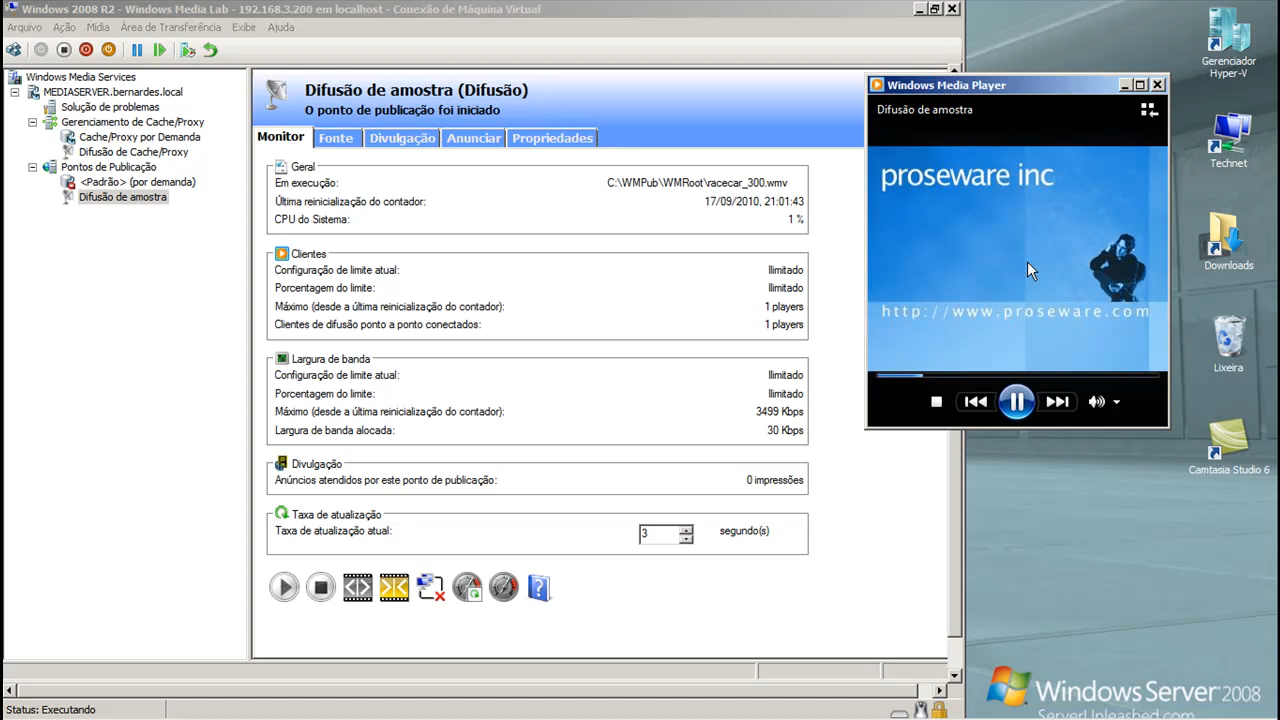 Windows 2008 R2 - Windows Media Lab - 192.168.3.200 em localhost - Conexão de Máquina Virtual
Arquivo Ação Mídia Área de Transferência Exibir Ajuda
Windows Media Services
MEDIASERVER.bernardes.local
Solução de problemas
Gerenciamento de Cache/Proxy
Cache/Proxy por Demanda
Difusão de Cache/Proxy
Pontos de Publicação
<Padrão> (por demanda)
Difusão de amostra
Difusão de amostra (Difusão)
O ponto de publicação foi iniciado
Monitor Fonte Divulgação Anunciar Propriedades
Geral
Em execução: C:\WMPub\WMRoot\racecar_300.wmv
Última reinicialização do contador: 17/09/2010, 21:01:43
CPU do Sistema: 1 %
Clientes
Configuração de limite atual: Ilimitado
Porcentagem do limite: Ilimitado
Máximo (desde a última reinicialização do contador): 1 players
Clientes de difusão ponto a ponto conectados: 1 players
Largura de banda
Configuração de limite atual: Ilimitado
Porcentagem do limite: Ilimitado
Máximo (desde a última reinicialização do contador): 3499 Kbps
Largura de banda alocada: 30 Kbps
Divulgação
Anúncios atendidos por este ponto de publicação: 0 impressões
Taxa de atualização
Taxa de atualização atual: 3 segundo(s)
Status: Executando
Windows Media Player
Difusão de amostra
proseware inc
http://www.proseware.com
Gerenciador
Hyper-V
Technet
Downloads
Lixeira
Camtasia Studio 6
Windows Server 2008
ServerUnleashed.com